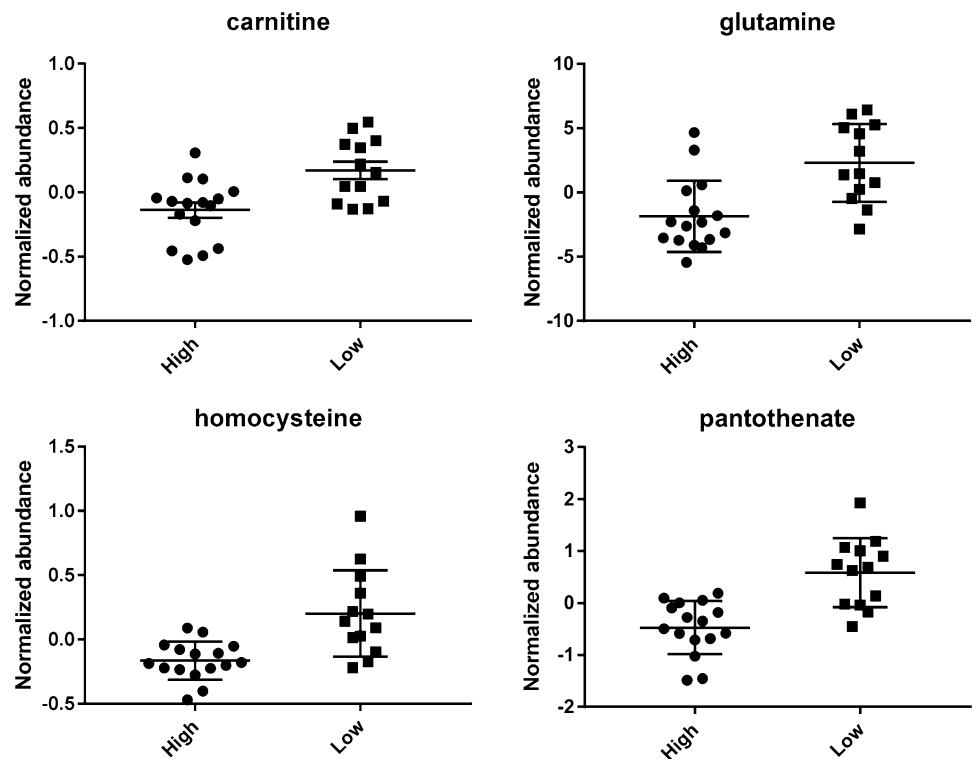 carnitine
Normalized abundance
1.0
0.5
0.0
-0.5
-1.0
High
Low
glutamine
Normalized abundance
10
5
0
-5
-10
High
Low
homocysteine
Normalized abundance
1.5
1.0
0.5
0.0
-0.5
High
Low
pantothenate
Normalized abundance
3
2
1
0
-1
-2
High
Low